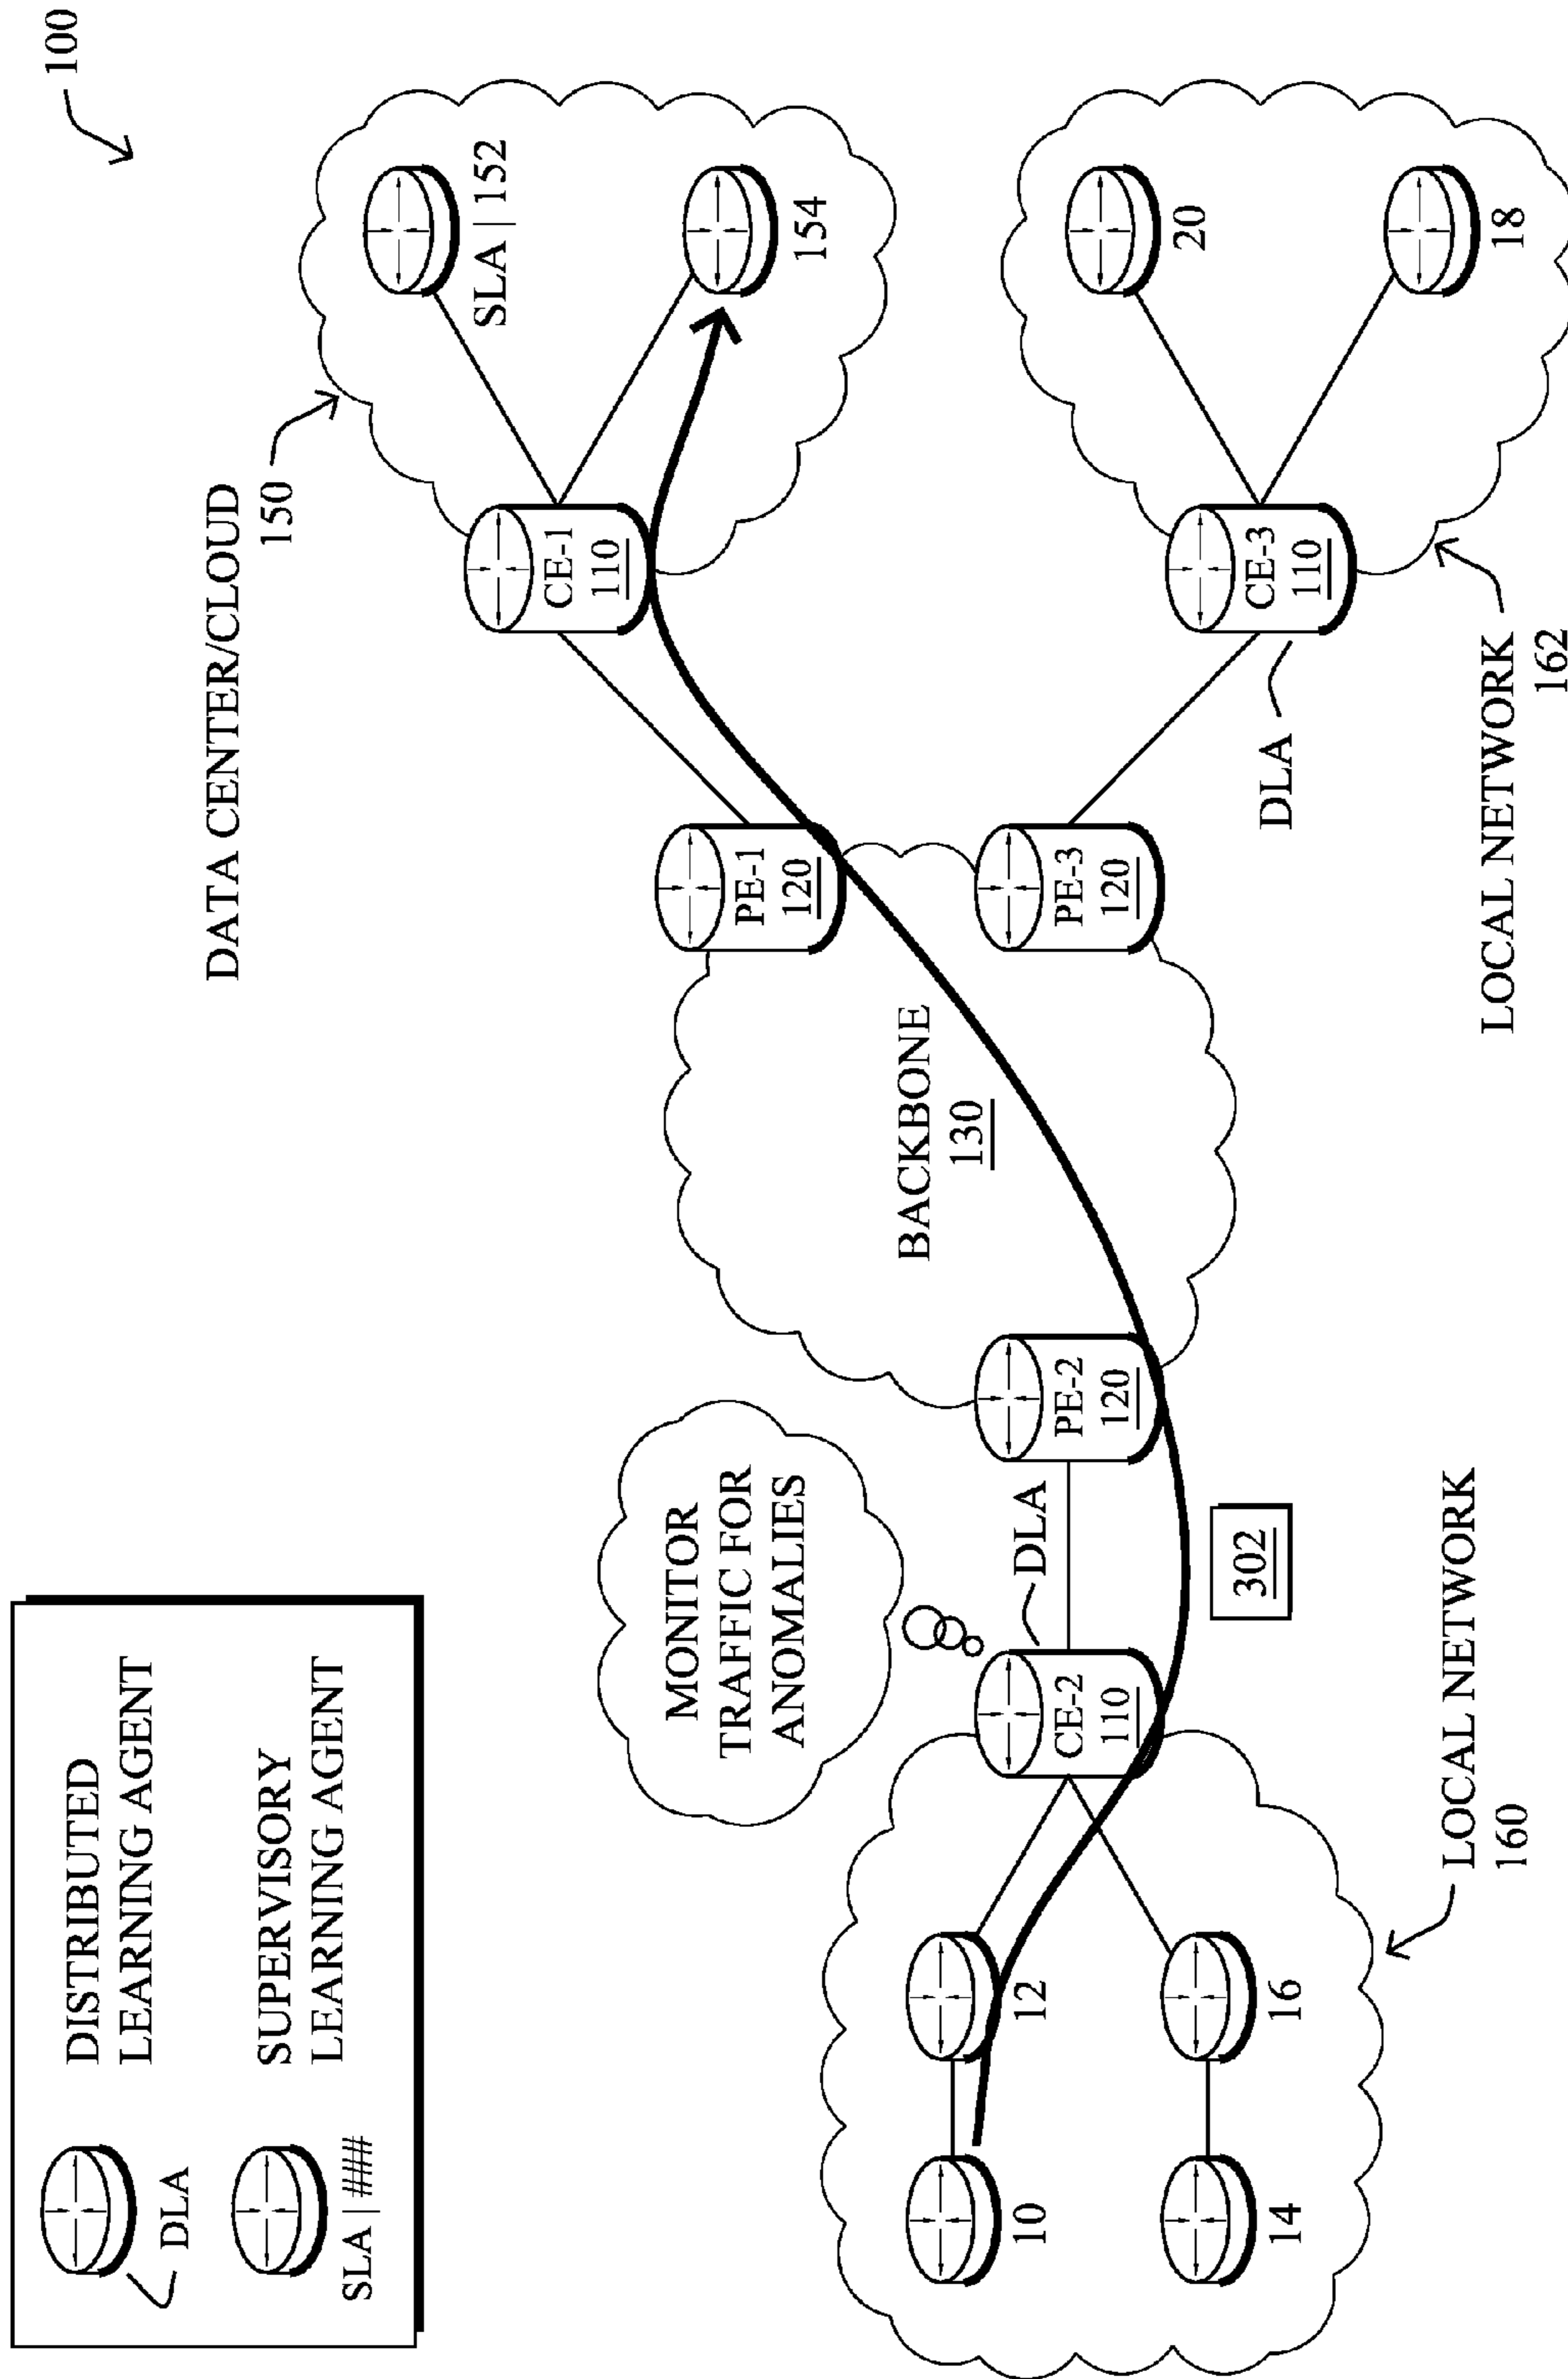 100
DISTRIBUTED
LEARNING AGENT
DLA
SUPERVISORY
LEARNING AGENT
SLA | ###
DATA CENTER/CLOUD
150
SLA | 152
154
CE-1
110
PE-1
120
MONITOR
TRAFFIC FOR
ANOMALIES
BACKBONE
130
10
12
14
16
CE-2
110
DLA
PE-2
120
302
PE-3
120
CE-3
110
DLA
20
18
LOCAL NETWORK
160
LOCAL NETWORK
162